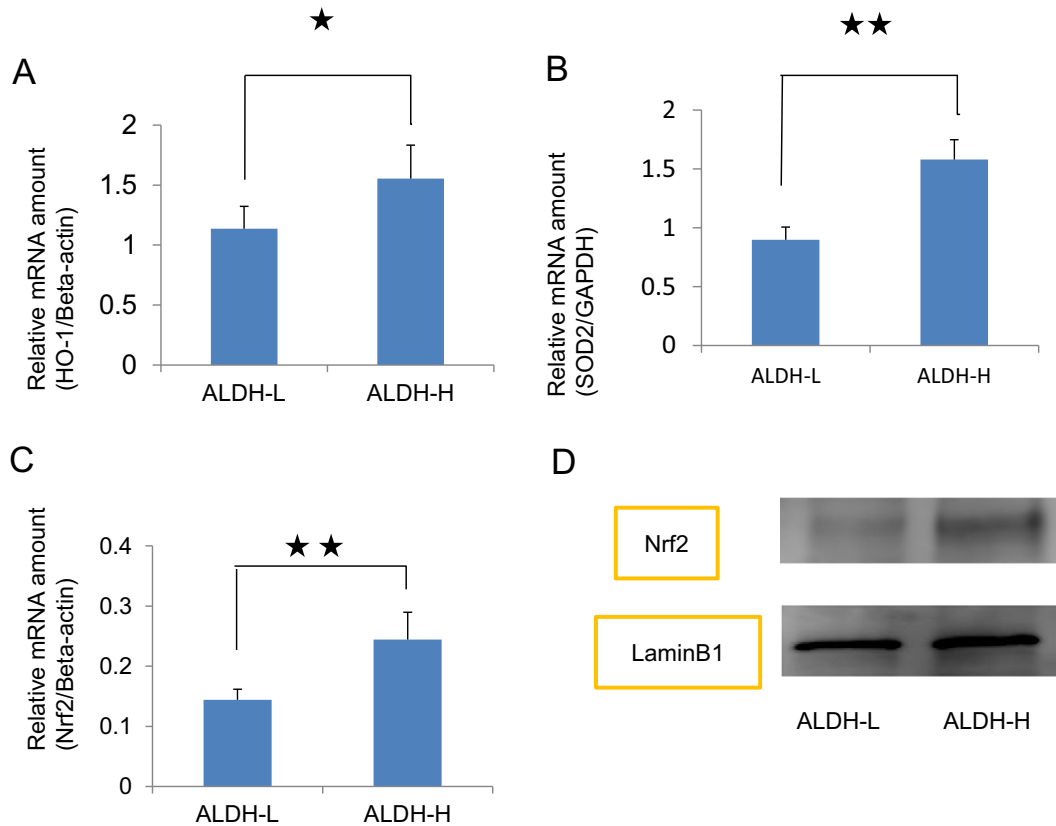 A
★
Relative mRNA amount
(HO-1/Beta-actin)
2
1.5
1
0.5
0
ALDH-L ALDH-H
B
★★
Relative mRNA amount
(SOD2/GAPDH)
2
1.5
1
0.5
0
ALDH-L ALDH-H
C
★ ★
Relative mRNA amount
(Nrf2/Beta-actin)
0.4
0.3
0.2
0.1
0
ALDH-L ALDH-H
D
Nrf2
LaminB1
ALDH-L ALDH-H